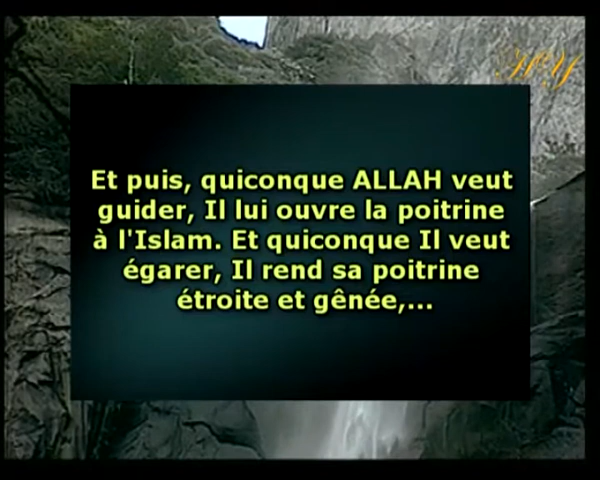 HY
Et puis, quiconque ALLAH veut
guider, Il lui ouvre la poitrine
à l'Islam. Et quiconque Il veut
égarer, Il rend sa poitrine
étroite et gênée,...